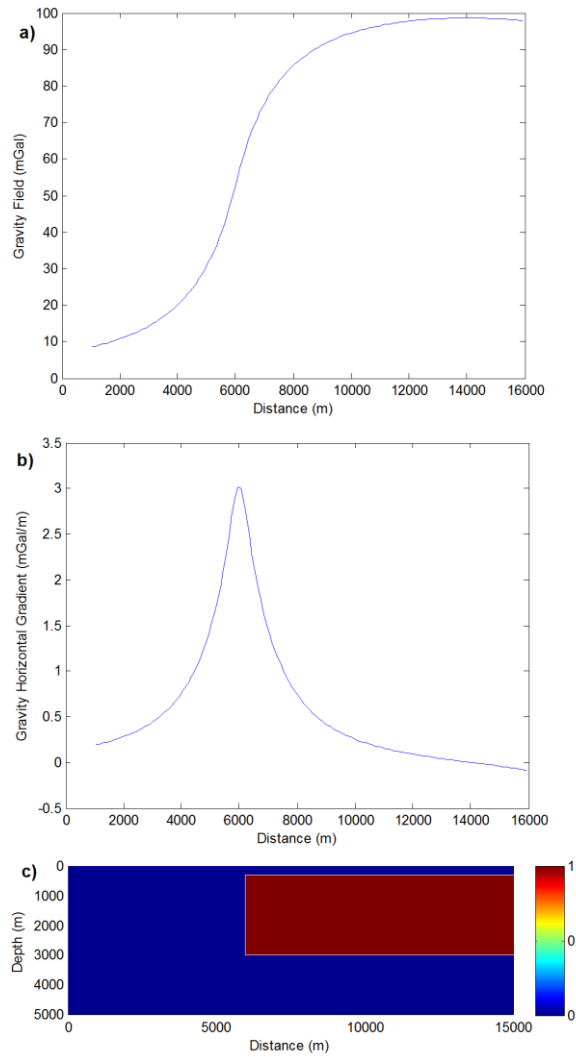 a)
100
90
80
70
60
50
40
30
20
10
0
Gravity Field (mGal)
0 2000 4000 6000 8000 10000 12000 14000 16000
Distance (m)
b)
3.5
3
2.5
2
1.5
1
0.5
0
-0.5
Gravity Horizontal Gradient (mGal/m)
0 2000 4000 6000 8000 10000 12000 14000 16000
Distance (m)
c)
0
1000
2000
3000
4000
5000
Depth (m)
0 5000 10000 15000
Distance (m)
1
0
0